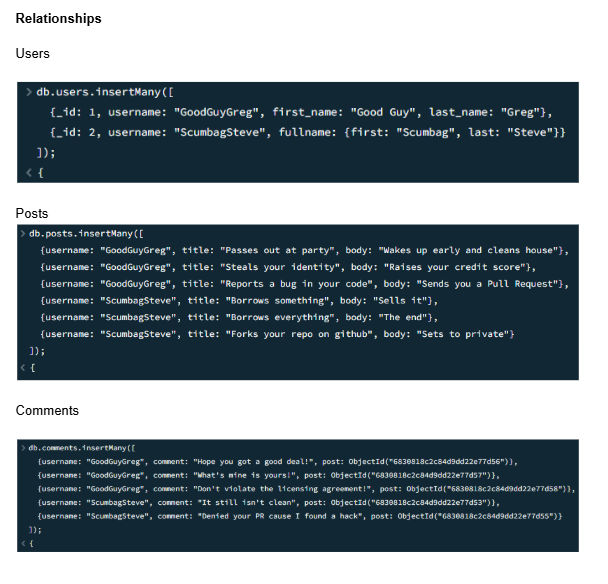 Relationships
Users
> db.users.insertMany([
{_id: 1, username: "GoodGuyGreg", first_name: "Good Guy", last_name: "Greg"},
{_id: 2, username: "ScumbagSteve", fullname: {first: "Scumbag", last: "Steve"}}
]);
< {
Posts
> db.posts.insertMany([
{username: "GoodGuyGreg", title: "Passes out at party", body: "Wakes up early and cleans house"},
{username: "GoodGuyGreg", title: "Steals your identity", body: "Raises your credit score"},
{username: "GoodGuyGreg", title: "Reports a bug in your code", body: "Sends you a Pull Request"},
{username: "ScumbagSteve", title: "Borrows something", body: "Sells it"},
{username: "ScumbagSteve", title: "Borrows everything", body: "The end"},
{username: "ScumbagSteve", title: "Forks your repo on github", body: "Sets to private"}
]);
< {
Comments
> db.comments.insertMany([
{username: "GoodGuyGreg", comment: "Hope you got a good deal!", post: ObjectId("6830818c2c84d9dd22e77d56")},
{username: "GoodGuyGreg", comment: "What's mine is yours!", post: ObjectId("6830818c2c84d9dd22e77d57")},
{username: "GoodGuyGreg", comment: "Don't violate the licensing agreement!", post: ObjectId("6830818c2c84d9dd22e77d58")},
{username: "ScumbagSteve", comment: "It still isn't clean", post: ObjectId("6830818c2c84d9dd22e77d53")},
{username: "ScumbagSteve", comment: "Denied your PR cause I found a hack", post: ObjectId("6830818c2c84d9dd22e77d55")}
]);
< {